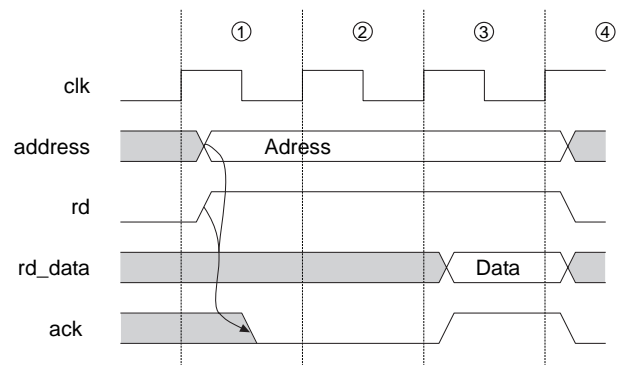 ① ② ③ ④
clk
address Adress
rd
rd_data Data
ack